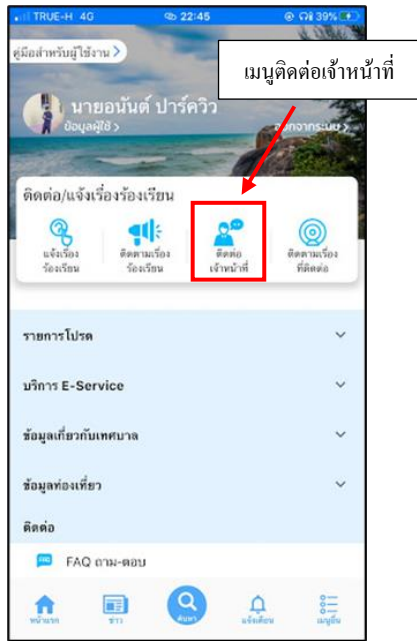 TRUE-H 4G 22:45 39%
คู่มือสำหรับผู้ใช้งาน >
เมนูติดต่อเจ้าหน้าที่
นายอนันต์ ปาร์ควิว
ข้อมูลผู้ใช้ >
ออกจากระบบ >
ติดต่อ/แจ้งเรื่องร้องเรียน
แจ้งเรื่อง
ร้องเรียน
ติดตามเรื่อง
ร้องเรียน
ติดต่อ
เจ้าหน้าที่
ติดตามเรื่อง
ที่ติดต่อ
รายการโปรด
บริการ E-Service
ข้อมูลเกี่ยวกับเทศบาล
ข้อมูลท่องเที่ยว
ติดต่อ
FAQ FAQ ถาม-ตอบ
หน้าแรก ข่าว ค้นหา แจ้งเตือน เมนูอื่น